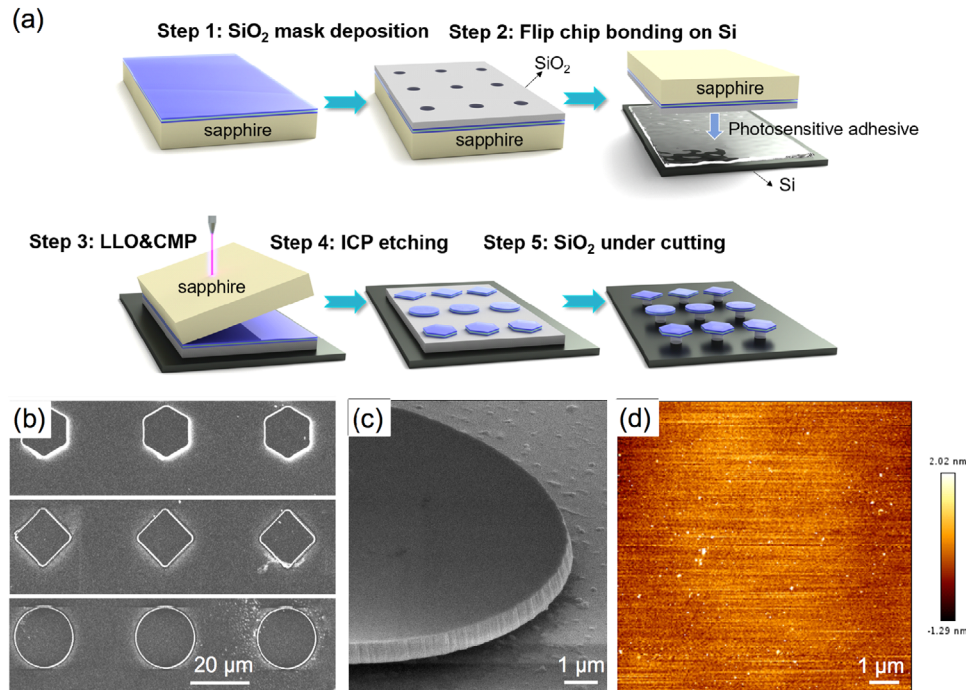 (a)
Step 1: SiO₂ mask deposition
Step 2: Flip chip bonding on Si
SiO₂
sapphire
sapphire
sapphire
Photosensitive adhesive
Si
Step 3: LLO&CMP
Step 4: ICP etching
Step 5: SiO₂ under cutting
sapphire
(b)
(c)
(d)
2.02 nm
-1.29 nm
20 μm
1 μm
1 μm